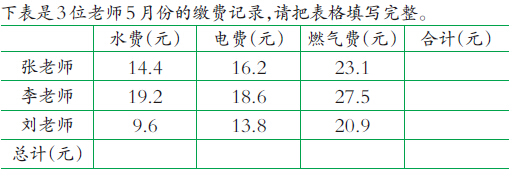 下表是3位老师5月份的缴费记录,请把表格填写完整。
水费(元) 电费(元) 燃气费(元) 合计(元)
张老师 14.4 16.2 23.1
李老师 19.2 18.6 27.5
刘老师 9.6 13.8 20.9
总计(元)